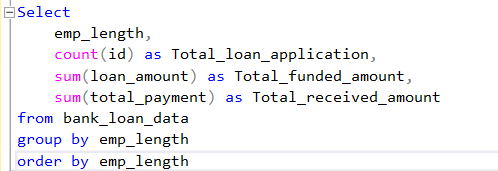 Select
emp_length,
count(id) as Total_loan_application,
sum(loan_amount) as Total_funded_amount,
sum(total_payment) as Total_received_amount
from bank_loan_data
group by emp_length
order by emp_length